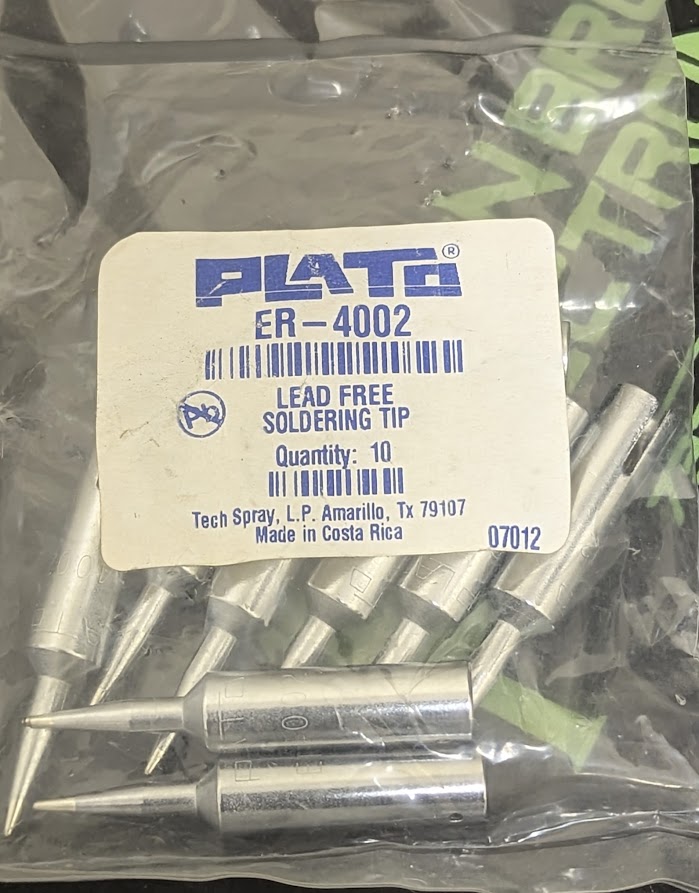 PLATO®
ER-4002
LEAD FREE
SOLDERING TIP
Quantity: 10
Tech Spray, L.P. Amarillo, Tx 79107
Made in Costa Rica
07012